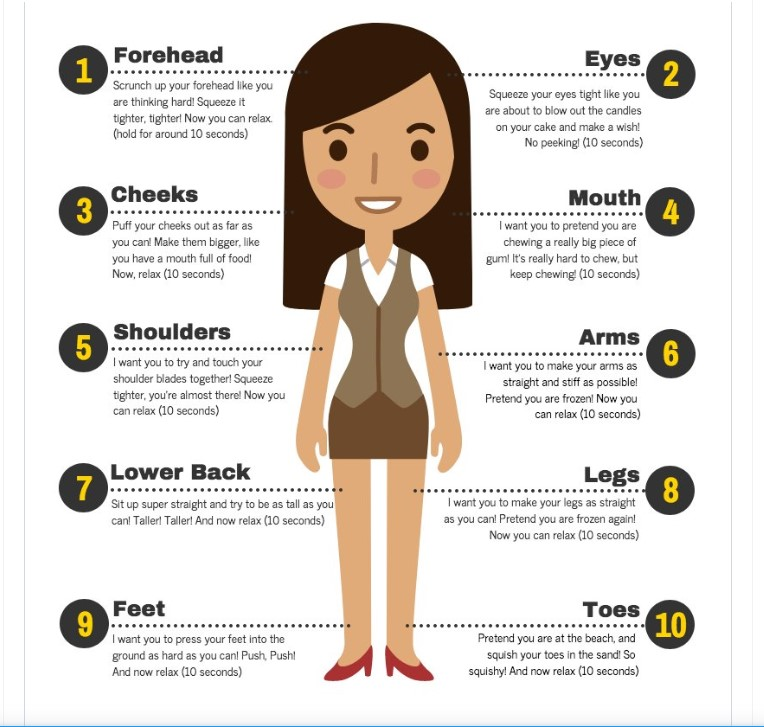 1
Forehead
Scrunch up your forehead like you
are thinking hard! Squeeze it
tighter, tighter! Now you can relax.
(hold for around 10 seconds)
2
Eyes
Squeeze your eyes tight like you
are about to blow out the candles
on your cake and make a wish!
No peeking! (10 seconds)
3
Cheeks
Puff your cheeks out as far as
you can! Make them bigger, like
you have a mouth full of food!
Now, relax (10 seconds)
4
Mouth
I want you to pretend you are
chewing a really big piece of
gum! It's really hard to chew, but
keep chewing! (10 seconds)
5
Shoulders
I want you to try and touch your
shoulder blades together! Squeeze
tighter, you're almost there! Now you
can relax (10 seconds)
6
Arms
I want you to make your arms as
straight and stiff as possible!
Pretend you are frozen! Now you
can relax (10 seconds)
7
Lower Back
Sit up super straight and try to be as tall as you
can! Taller! Taller! And now relax (10 seconds)
8
Legs
I want you to make your legs as straight
as you can! Pretend you are frozen again!
Now you can relax (10 seconds)
9
Feet
I want you to press your feet into the
ground as hard as you can! Push, Push!
And now relax (10 seconds)
10
Toes
Pretend you are at the beach, and
squish your toes in the sand! So
squishy! And now relax (10 seconds)